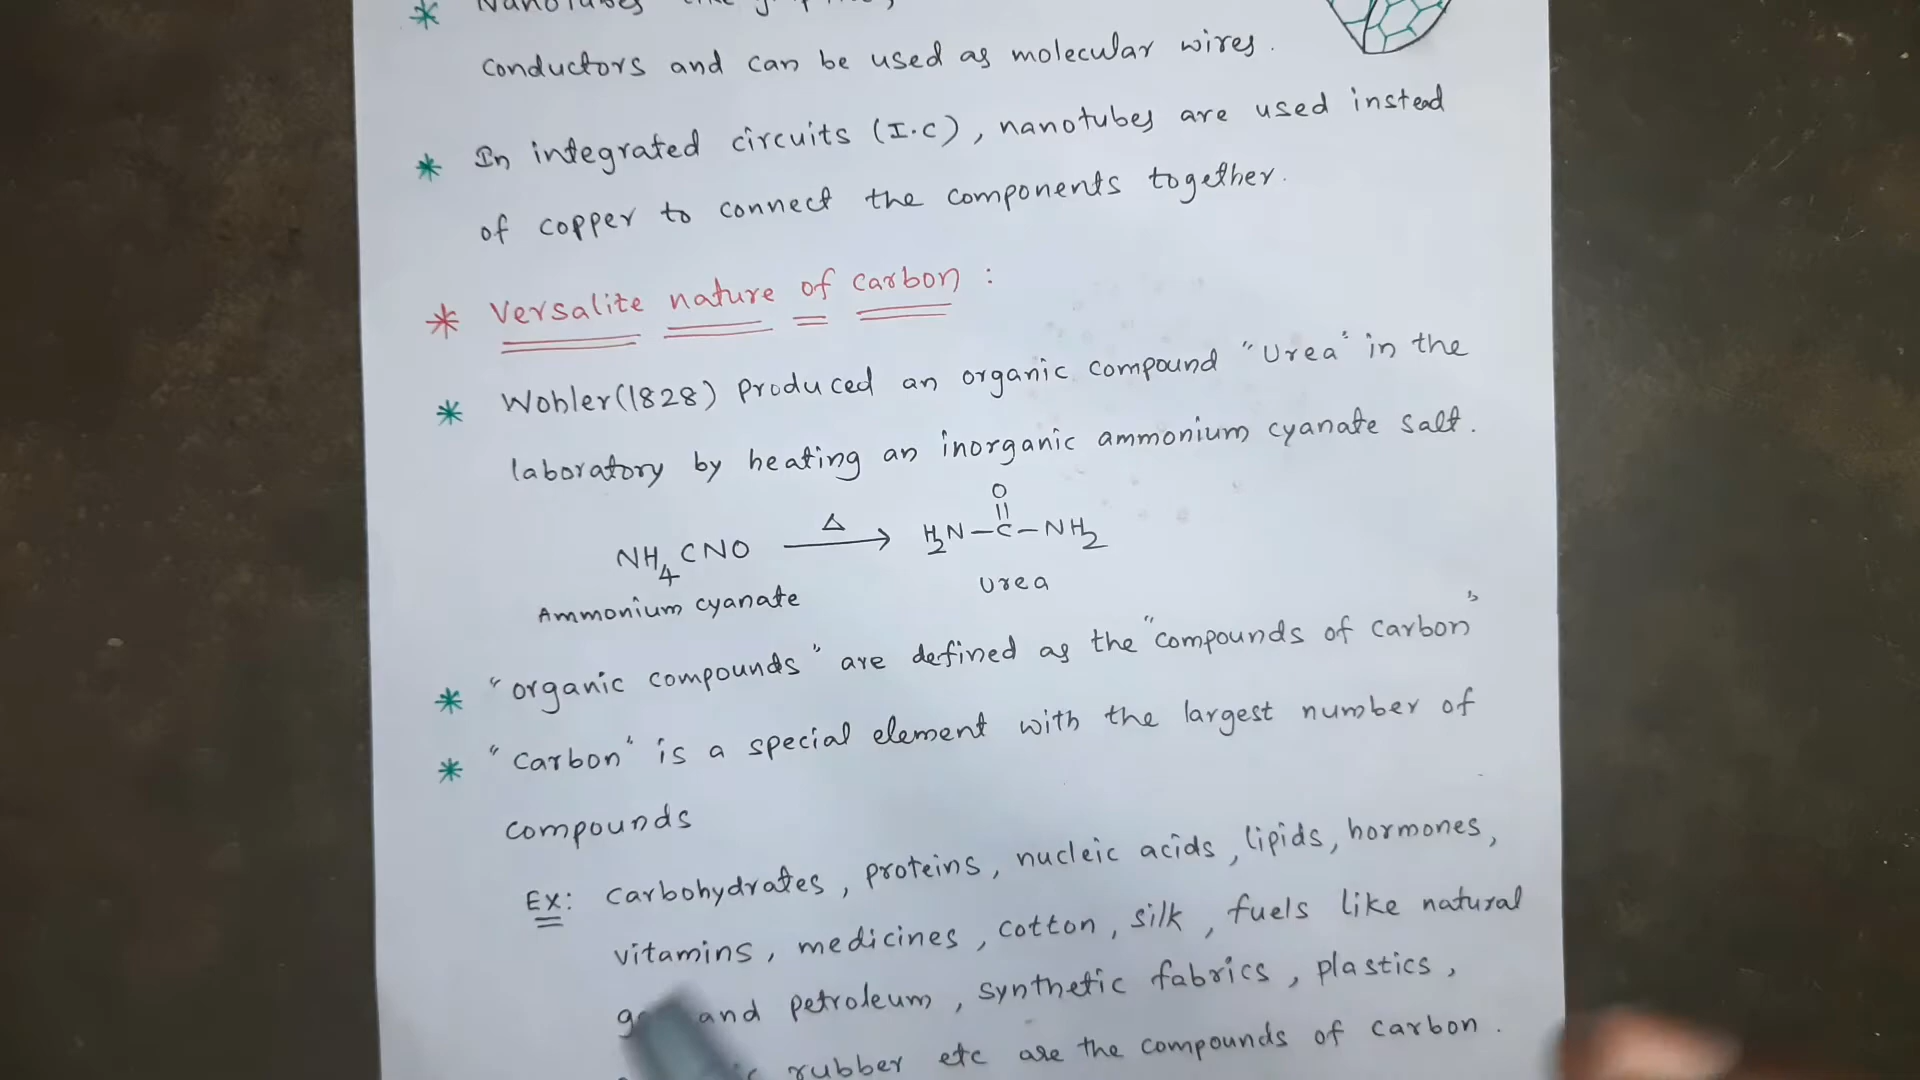 * Nanotubes like
conductors and can be used as molecular wires.
* In integrated circuits (I.C), nanotubes are used instead
of copper to connect the components together.
* Versalite nature of carbon :
* Wohler(1828) produced an organic compound "Urea" in the
laboratory by heating an inorganic ammonium cyanate salt.
O
NH₄CNO —Δ→ H₂N–C–NH₂
Ammonium cyanate urea
* "organic compounds" are defined as the "compounds of carbon"
* "carbon" is a special element with the largest number of
compounds
Ex: carbohydrates, proteins, nucleic acids, lipids, hormones,
vitamins, medicines, cotton, silk, fuels like natural
and petroleum, synthetic fabrics, plastics,
rubber etc are the compounds of carbon.